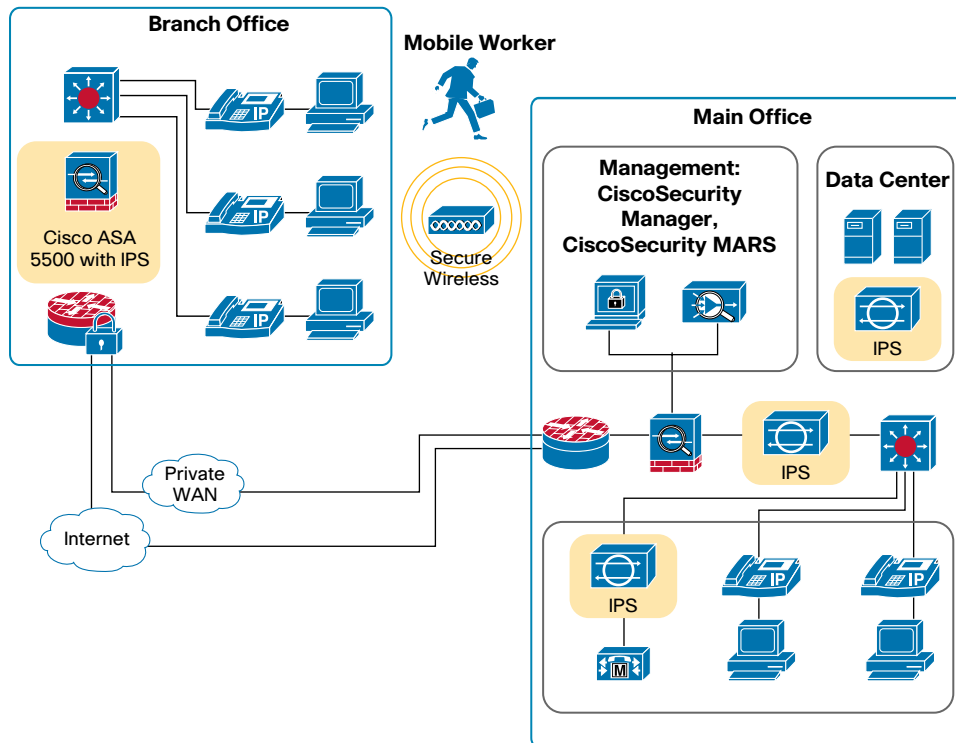 Branch Office
IP
IP
IP
Cisco ASA
5500 with IPS
Mobile Worker
Secure
Wireless
Main Office
Management:
CiscoSecurity
Manager,
CiscoSecurity MARS
Data Center
IPS
Private
WAN
Internet
IPS
IPS
M
IP
IP